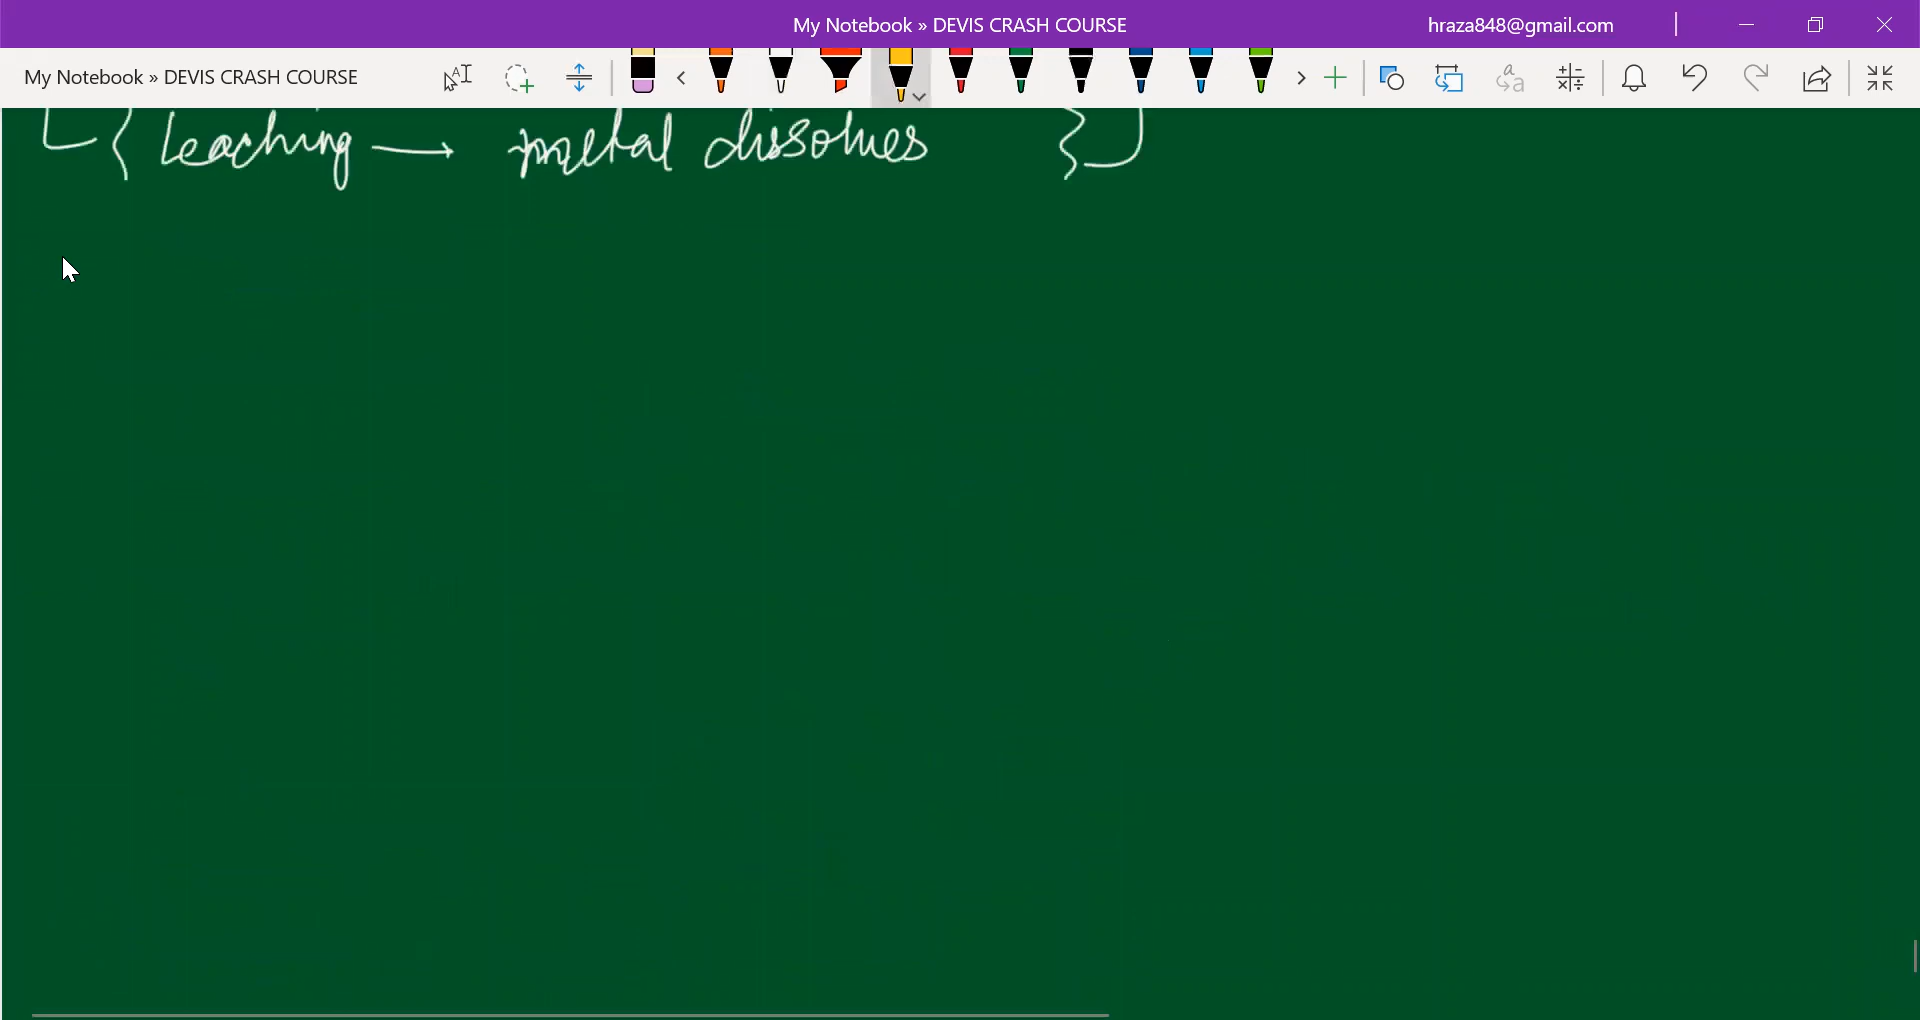 My Notebook » DEVIS CRASH COURSE
hraza848@gmail.com
My Notebook » DEVIS CRASH COURSE
leaching → metal dissolves